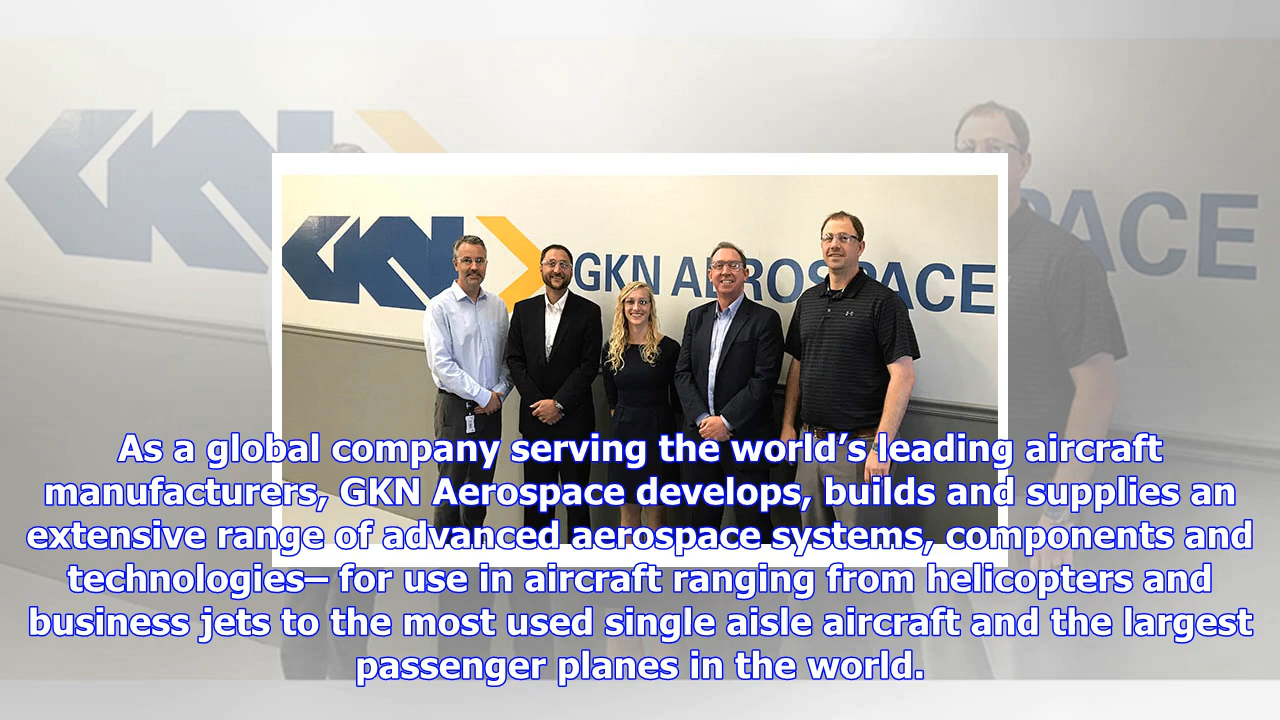 GKN AEROSPACE
PACE
As a global company serving the world’s leading aircraft
manufacturers, GKN Aerospace develops, builds and supplies an
extensive range of advanced aerospace systems, components and
technologies— for use in aircraft ranging from helicopters and
business jets to the most used single aisle aircraft and the largest
passenger planes in the world.